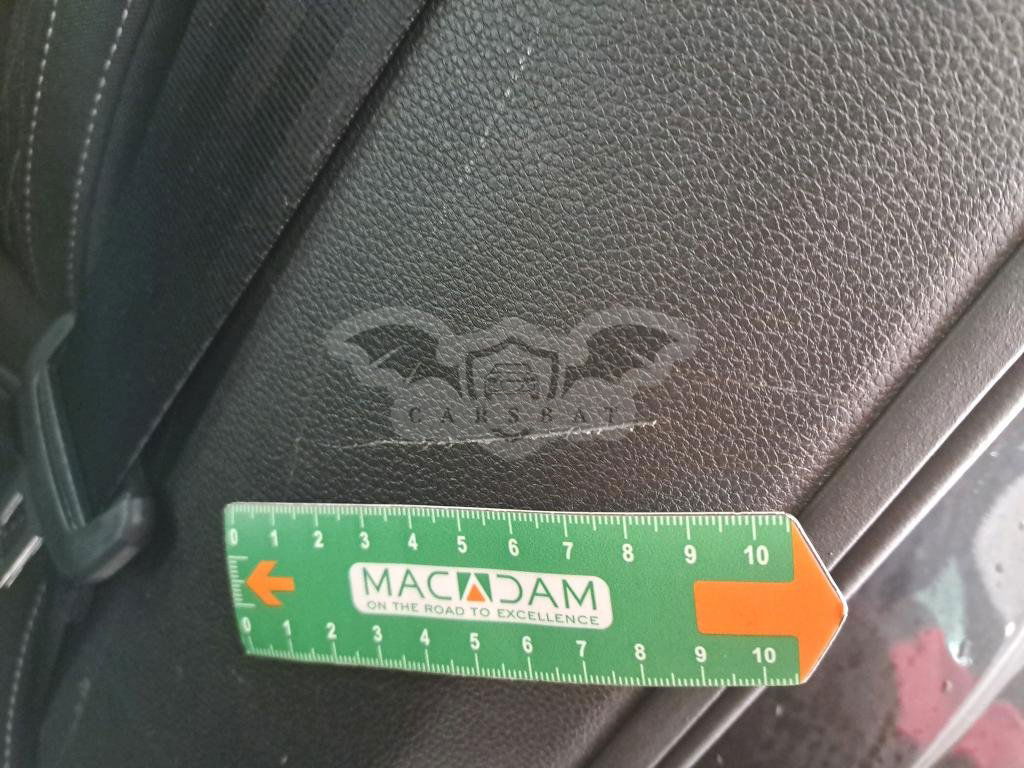 CARSBAT
0 1 2 3 4 5 6 7 8 9 10
MACADAM
ON THE ROAD TO EXCELLENCE
0 1 2 3 4 5 6 7 8 9 10